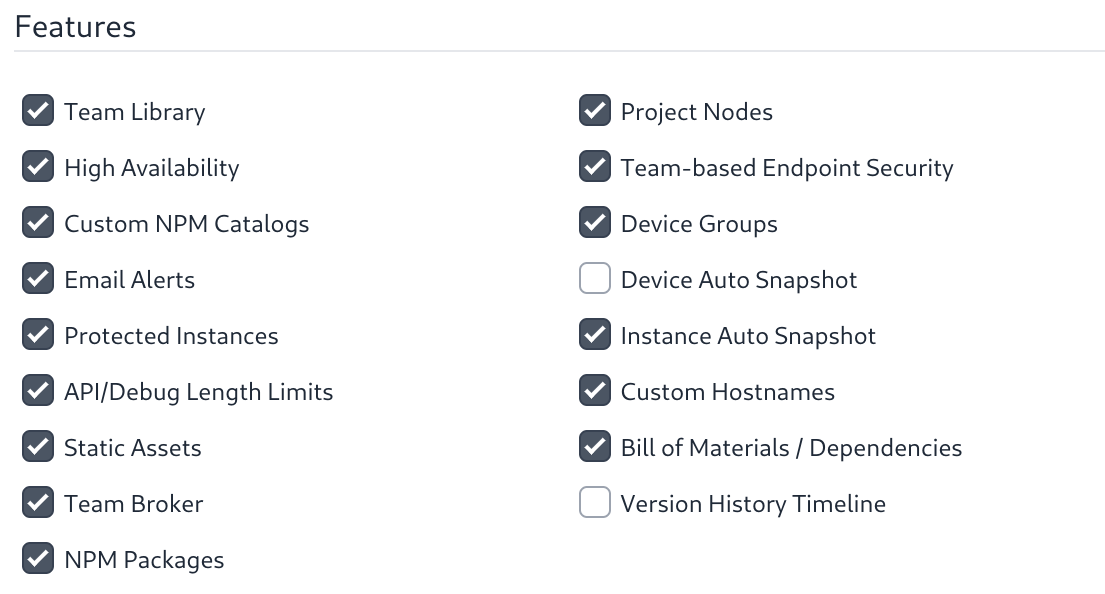 Features
Team Library
Project Nodes
High Availability
Team-based Endpoint Security
Custom NPM Catalogs
Device Groups
Email Alerts
Device Auto Snapshot
Protected Instances
Instance Auto Snapshot
API/Debug Length Limits
Custom Hostnames
Static Assets
Bill of Materials / Dependencies
Team Broker
Version History Timeline
NPM Packages